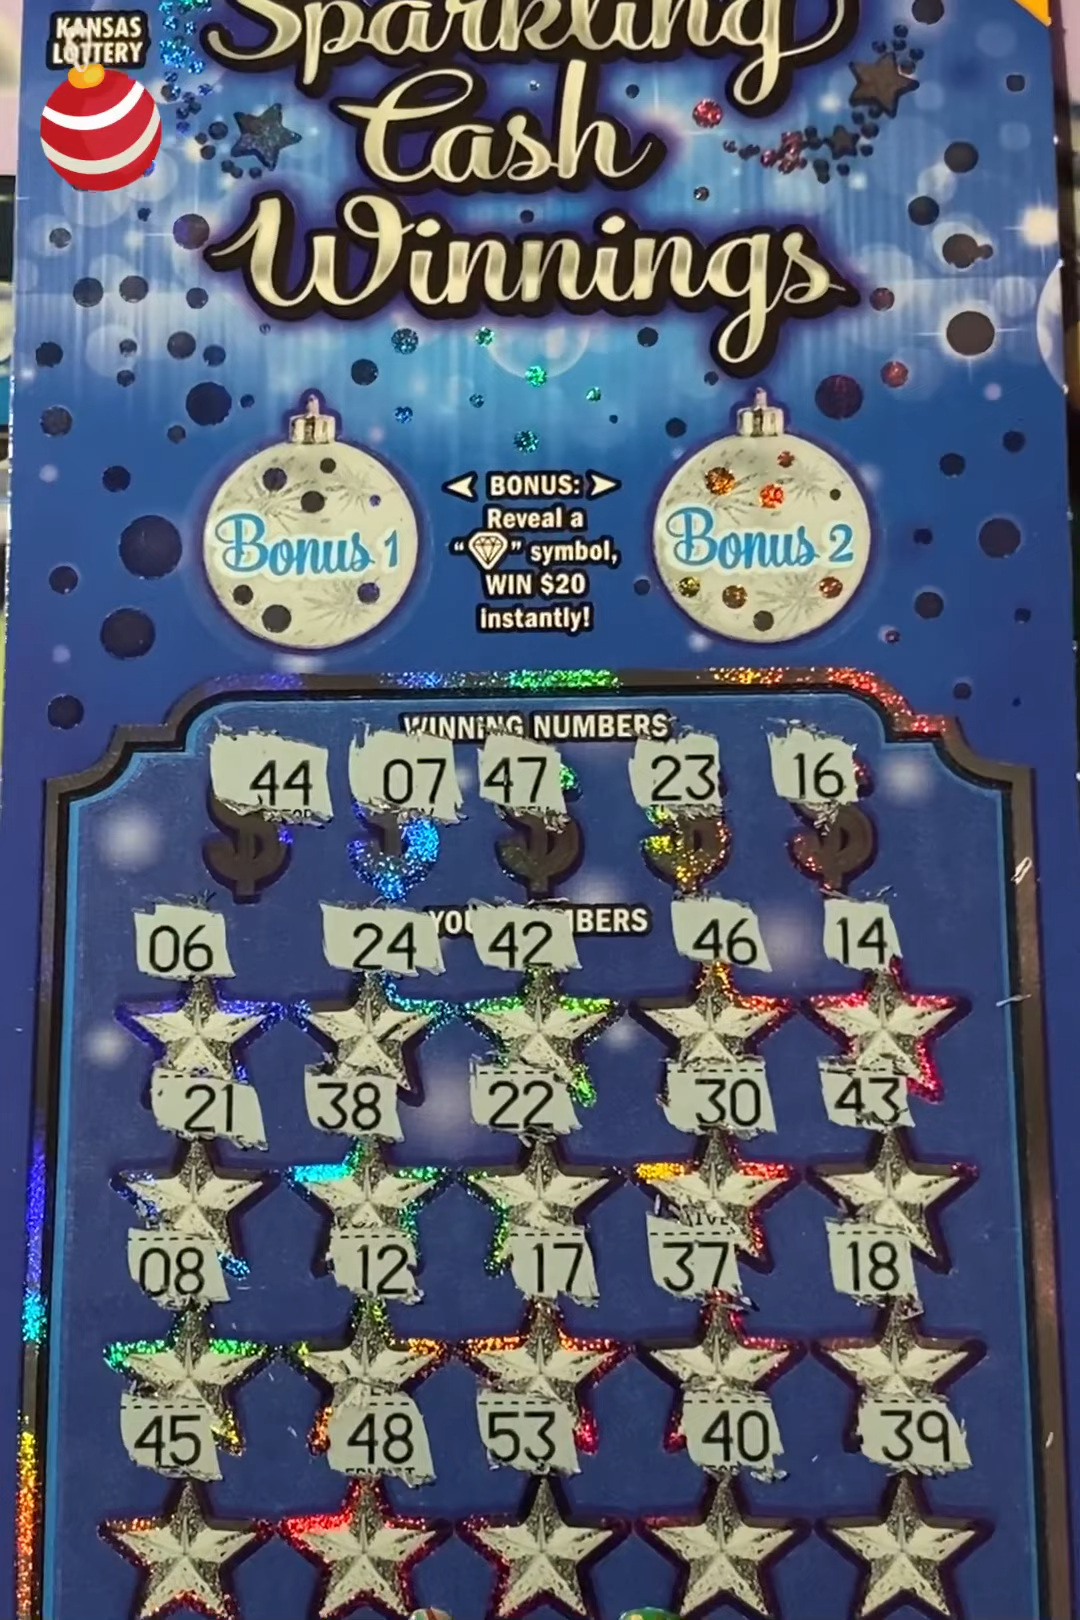 KANSAS
LOTTERY
Sparkling
Cash
Winnings
Bonus 1
BONUS:
Reveal a
“ ” symbol,
WIN $20
instantly!
Bonus 2
WINNING NUMBERS
44 07 47 23 16
06 24 42 46 14
21 38 22 30 43
08 12 17 37 18
45 48 53 40 39